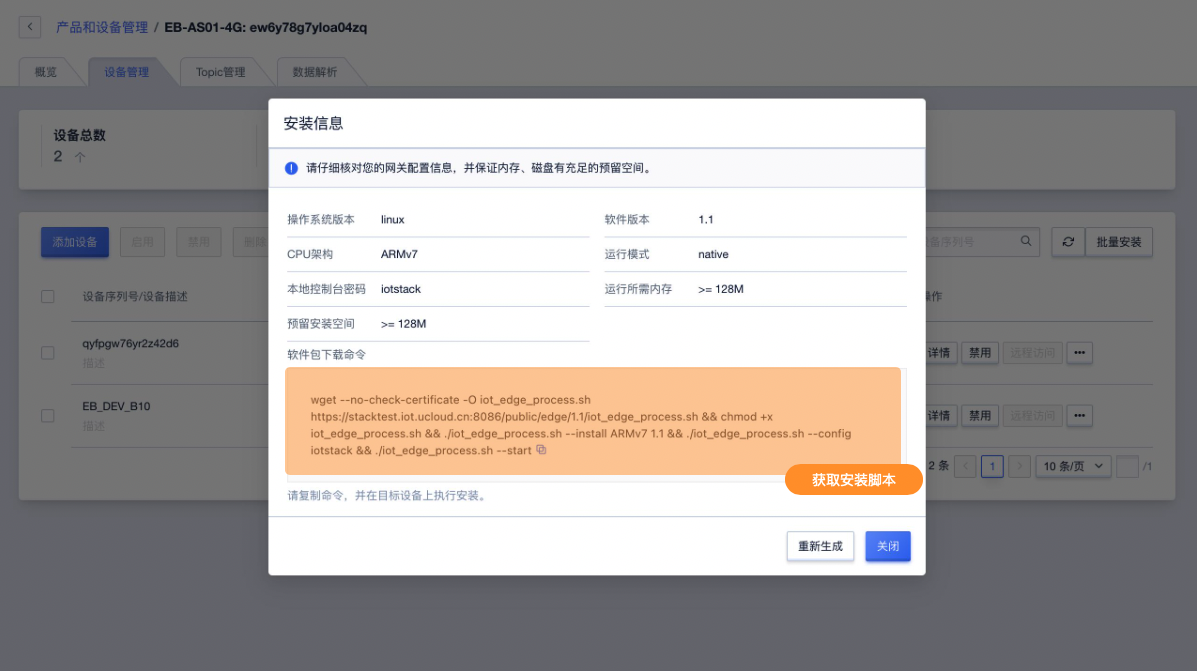 产品和设备管理 / EB-AS01-4G: ew6y78g7yloa04zq
概览 设备管理 Topic管理 数据解析
设备总数
2
添加设备 启用 禁用 删除
备序列号
批量安装
设备序列号/设备描述
操作
qyfpgw76yr2z42d6
描述
详情 禁用 远程访问 •••
EB_DEV_B10
描述
详情 禁用 远程访问 •••
2 条 1 10 条/页 /1
安装信息
请仔细核对您的网关配置信息，并保证内存、磁盘有充足的预留空间。
操作系统版本 linux 软件版本 1.1
CPU架构 ARMv7 运行模式 native
本地控制台密码 iotstack 运行所需内存 >= 128M
预留安装空间 >= 128M
软件包下载命令
wget --no-check-certificate -O iot_edge_process.sh
https://stacktest.iot.ucloud.cn:8086/public/edge/1.1/iot_edge_process.sh && chmod +x
iot_edge_process.sh && ./iot_edge_process.sh --install ARMv7 1.1 && ./iot_edge_process.sh --config
iotstack && ./iot_edge_process.sh --start
获取安装脚本
请复制命令，并在目标设备上执行安装。
重新生成 关闭